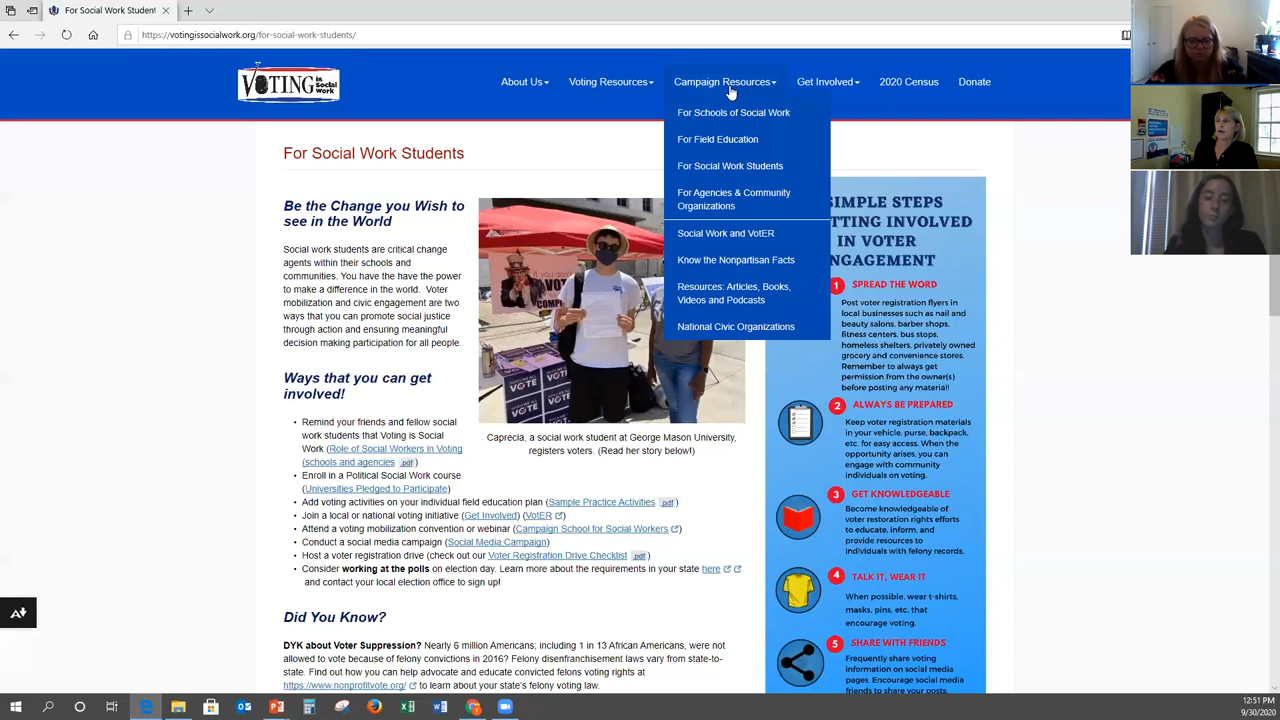 For Social Work Student
https://votingissocialwork.org/for-social-work-students/
VOTING is
Social
Work
About Us
Voting Resources
Campaign Resources
Get Involved
2020 Census
Donate
For Schools of Social Work
For Field Education
For Social Work Students
For Agencies & Community
Organizations
Social Work and VotER
Know the Nonpartisan Facts
Resources: Articles, Books,
Videos and Podcasts
National Civic Organizations
For Social Work Students
Be the Change you Wish to
see in the World
Social work students are critical change
agents within their schools and
communities. You have the have the power
to make a difference in the world. Voter
mobilization and civic engagement are two
ways that you can promote social justice
through action and ensuring meaningful
decision making participation for all people.
Ways that you can get
involved!
• Remind your friends and fellow social
work students that Voting is Social
Work (Role of Social Workers in Voting
(schools and agencies .pdf )
• Enroll in a Political Social Work course
(Universities Pledged to Participate)
• Add voting activities on your individual field education plan (Sample Practice Activities .pdf )
• Join a local or national voting initiative (Get Involved) (VotER )
• Attend a voting mobilization convention or webinar (Campaign School for Social Workers )
• Conduct a social media campaign (Social Media Campaign)
• Host a voter registration drive (check out our Voter Registration Drive Checklist .pdf )
• Consider working at the polls on election day. Learn more about the requirements in your state here
and contact your local election office to sign up!
Did You Know?
DYK about Voter Suppression? Nearly 6 million Americans; including 1 in 13 African Americans, were not
allowed to vote because of felony convictions in 2016? Felony disenfranchisement laws vary from state-to-
state. Find out how you can help advocate and educate convicted felons voting rights at
https://www.nonprofitvote.org/ to learn about your state's felony voting law.
VOTE
VOTE
VOTE
Caprecia, a social work student at George Mason University,
registers voters. (Read her story below!)
SIMPLE STEPS
TTING INVOLVED
IN VOTER
NGAGEMENT
1 SPREAD THE WORD
Post voter registration flyers in
local businesses such as nail and
beauty salons, barber shops,
fitness centers, bus stops,
homeless shelters, privately owned
grocery and convenience stores.
Remember to always get
permission from the owner(s)
before posting any material!
2 ALWAYS BE PREPARED
Keep voter registration materials
in your vehicle, purse, backpack,
etc. for easy access. When the
opportunity arises, you can
engage with community
individuals on voting.
3 GET KNOWLEDGEABLE
Become knowledgeable of
voter restoration rights efforts
to educate, inform, and
provide resources to
individuals with felony records.
4 TALK IT, WEAR IT
When possible, wear t-shirts,
masks, pins, etc. that
encourage voting.
5 SHARE WITH FRIENDS
Frequently share voting
information on social media
pages. Encourage social media
friends to share your posts.
12:51 PM
9/30/2020